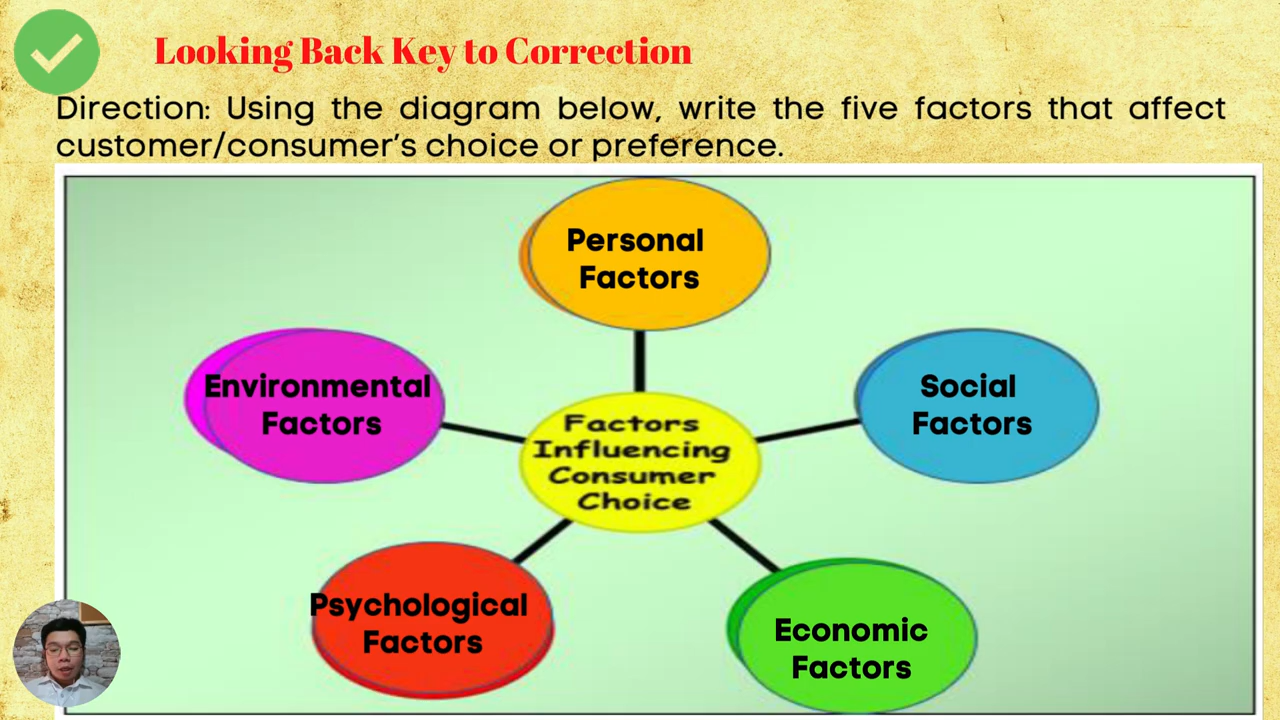 Looking Back Key to Correction
Direction: Using the diagram below, write the five factors that affect
customer/consumer's choice or preference.
Personal
Factors
Environmental
Factors
Social
Factors
Factors
Influencing
Consumer
Choice
Psychological
Factors
Economic
Factors